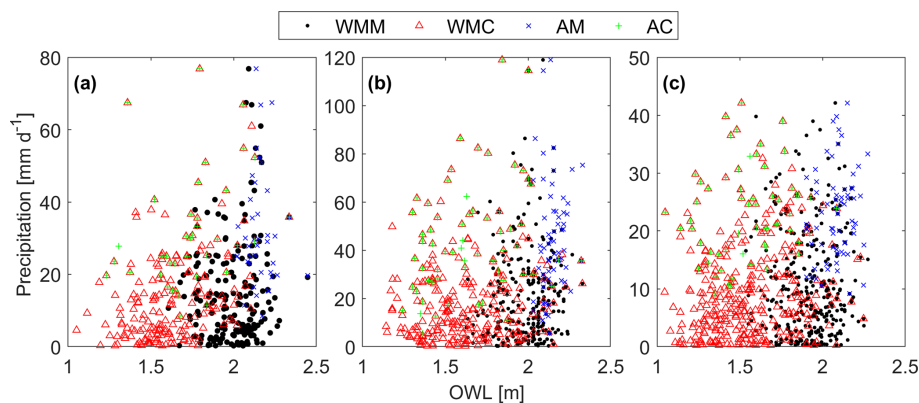 WMM WMC AM AC
(a) (b) (c)
Precipitation [mm d⁻¹]
80 60 40 20 0
1 1.5 2 2.5
120 100 80 60 40 20 0
1 1.5 2 2.5
50 40 30 20 10 0
1 1.5 2 2.5
OWL [m]